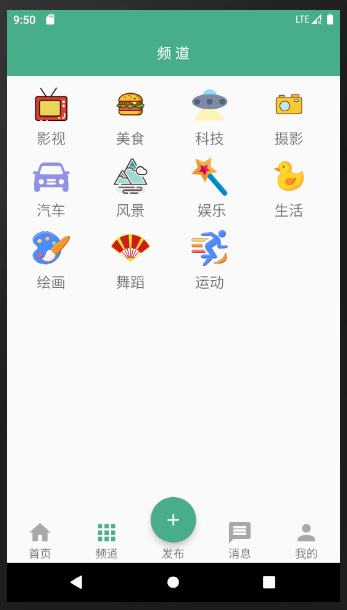 9:50 LTE
频道
影视 美食 科技 摄影
汽车 风景 娱乐 生活
绘画 舞蹈 运动
首页 频道 发布 消息 我的